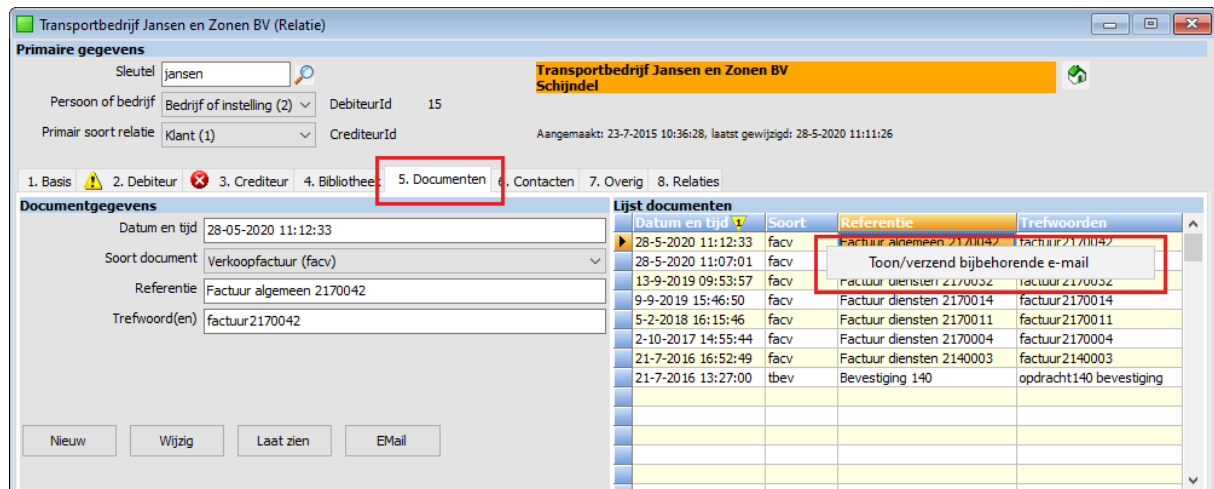 Transportbedrijf Jansen en Zonen BV (Relatie)
Primaire gegevens
Sleutel jansen
Transportbedrijf Jansen en Zonen BV
Schijndel
Persoon of bedrijf Bedrijf of instelling (2) DebiteurId 15
Primair soort relatie Klant (1) CrediteurId
Aangemaakt: 23-7-2015 10:36:28, laatst gewijzigd: 28-5-2020 11:11:26
1. Basis 2. Debiteur 3. Crediteur 4. Bibliotheek 5. Documenten 6. Contacten 7. Overig 8. Relaties
Documentgegevens
Datum en tijd 28-05-2020 11:12:33
Soort document Verkoopfactuur (facv)
Referentie Factuur algemeen 2170042
Trefwoord(en) factuur2170042
Nieuw Wijzig Laat zien EMail
Lijst documenten
Datum en tijd 1 Soort Referentie Trefwoorden
28-5-2020 11:12:33 facv Factuur algemeen 2170042 factuur2170042
28-5-2020 11:07:01 facv
Toon/verzend bijbehorende e-mail
13-9-2019 09:53:57 facv Factuur diensten 2170032 factuur2170032
9-9-2019 15:46:50 facv Factuur diensten 2170014 factuur2170014
5-2-2018 16:15:46 facv Factuur diensten 2170011 factuur2170011
2-10-2017 14:55:44 facv Factuur diensten 2170004 factuur2170004
21-7-2016 16:52:49 facv Factuur diensten 2140003 factuur2140003
21-7-2016 13:27:00 tbev Bevestiging 140 opdracht140 bevestiging